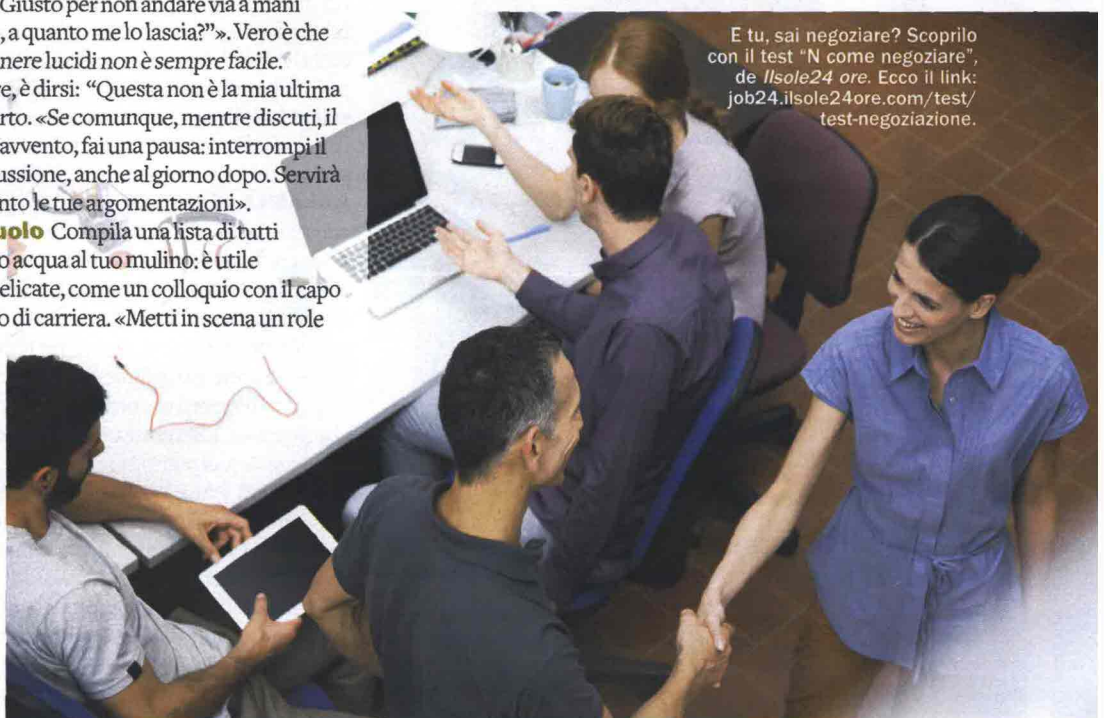 Giusto per non andare via a mani
, a quanto me lo lascia?"». Vero è che
nere lucidi non è sempre facile.
re, è dirsi: "Questa non è la mia ultima
rto. «Se comunque, mentre discuti, il
avvento, fai una pausa: interrompi il
ussione, anche al giorno dopo. Servirà
nto le tue argomentazioni».
uolo Compila una lista di tutti
o acqua al tuo mulino: è utile
elicate, come un colloquio con il capo
o di carriera. «Metti in scena un role
E tu, sai negoziare? Scoprilo
con il test "N come negoziare",
de Ilsole24 ore. Ecco il link:
job24.ilsole24ore.com/test/
test-negoziazione.